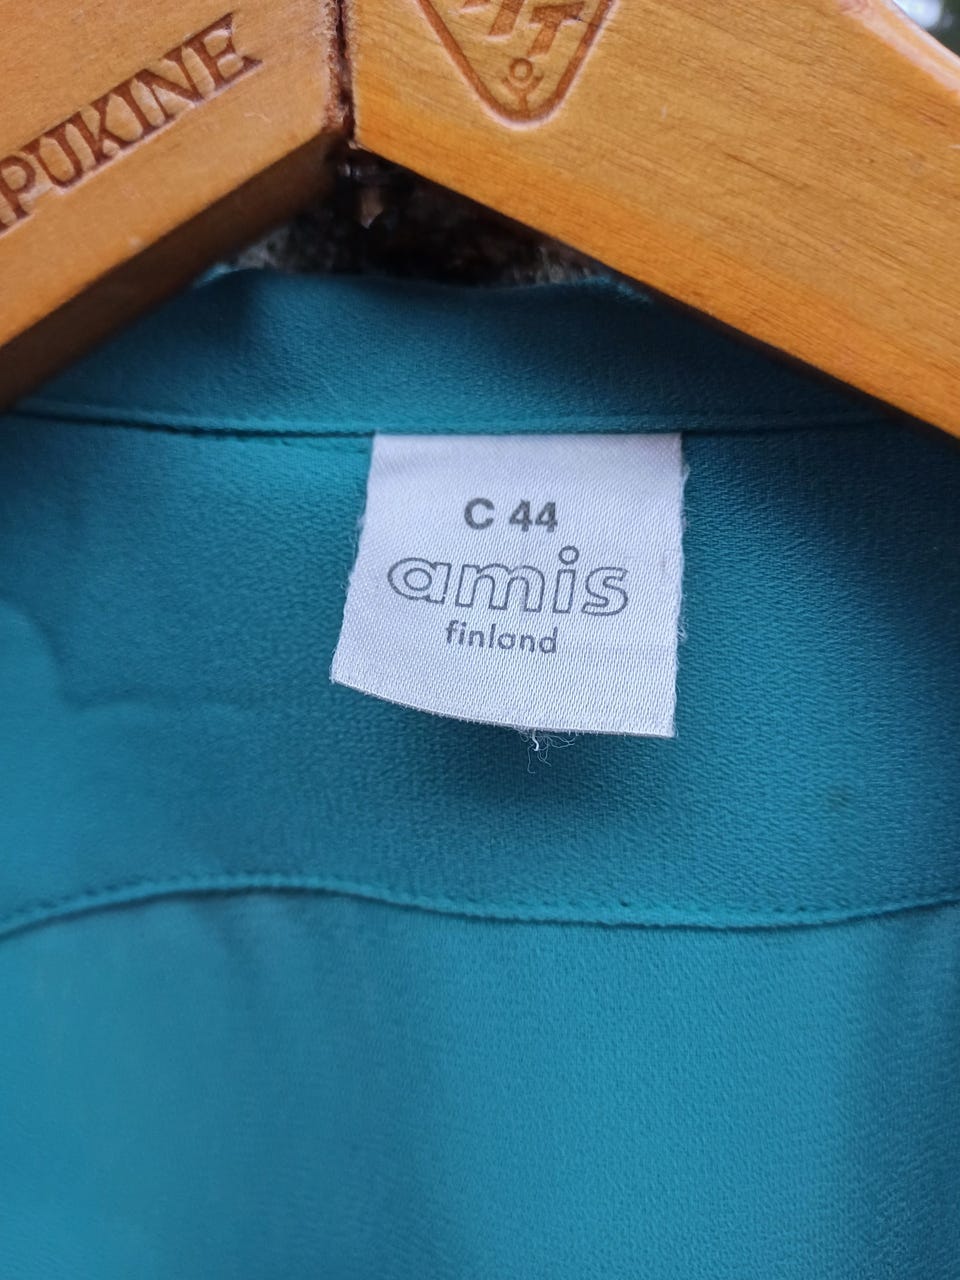 PUKINE
C 44
amis
finland